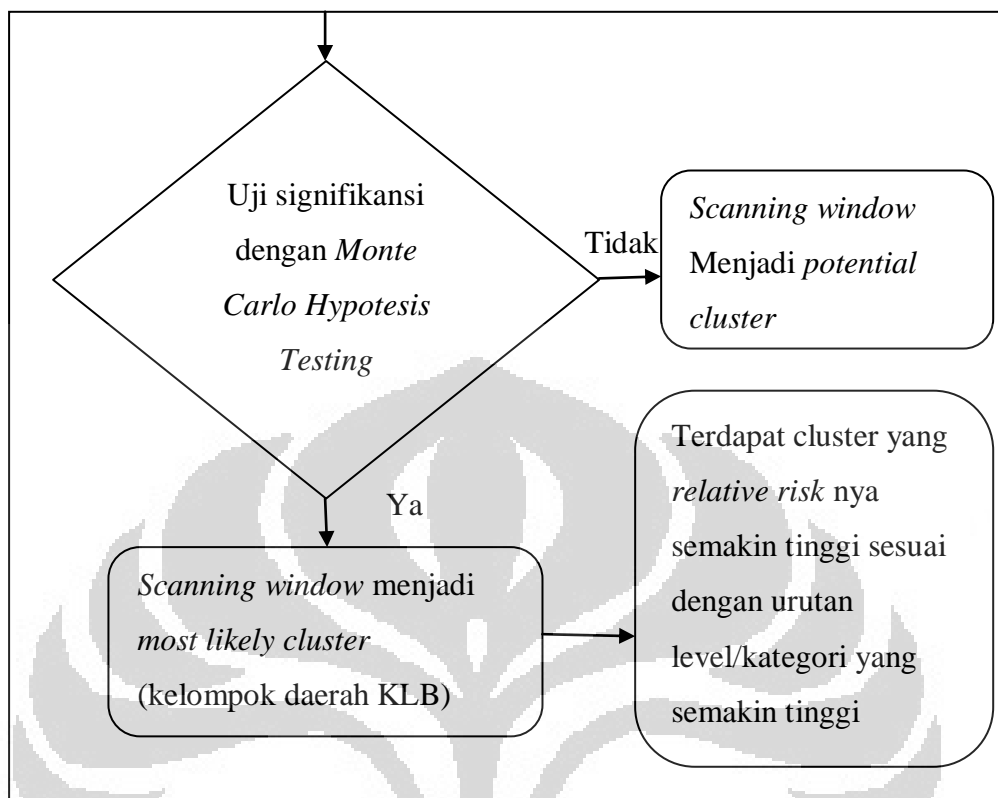 Uji signifikansi
dengan Monte
Carlo Hypotesis
Testing
Tidak
Scanning window
Menjadi potential
cluster
Ya
Scanning window menjadi
most likely cluster
(kelompok daerah KLB)
Terdapat cluster yang
relative risk nya
semakin tinggi sesuai
dengan urutan
level/kategori yang
semakin tinggi